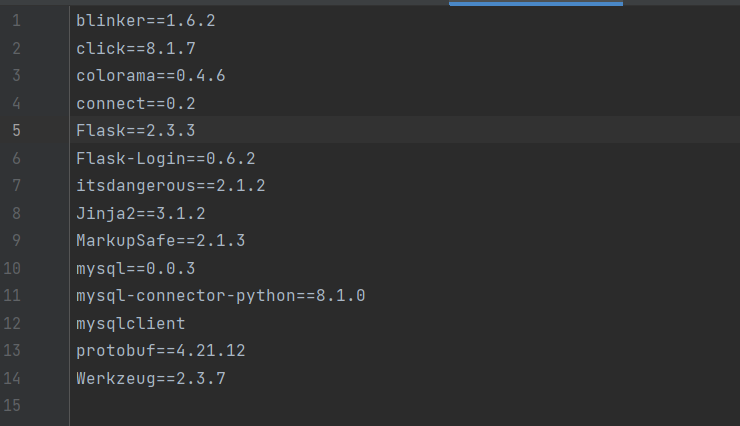 1 blinker==1.6.2
2 click==8.1.7
3 colorama==0.4.6
4 connect==0.2
5 Flask==2.3.3
6 Flask-Login==0.6.2
7 itsdangerous==2.1.2
8 Jinja2==3.1.2
9 MarkupSafe==2.1.3
10 mysql==0.0.3
11 mysql-connector-python==8.1.0
12 mysqlclient
13 protobuf==4.21.12
14 Werkzeug==2.3.7
15